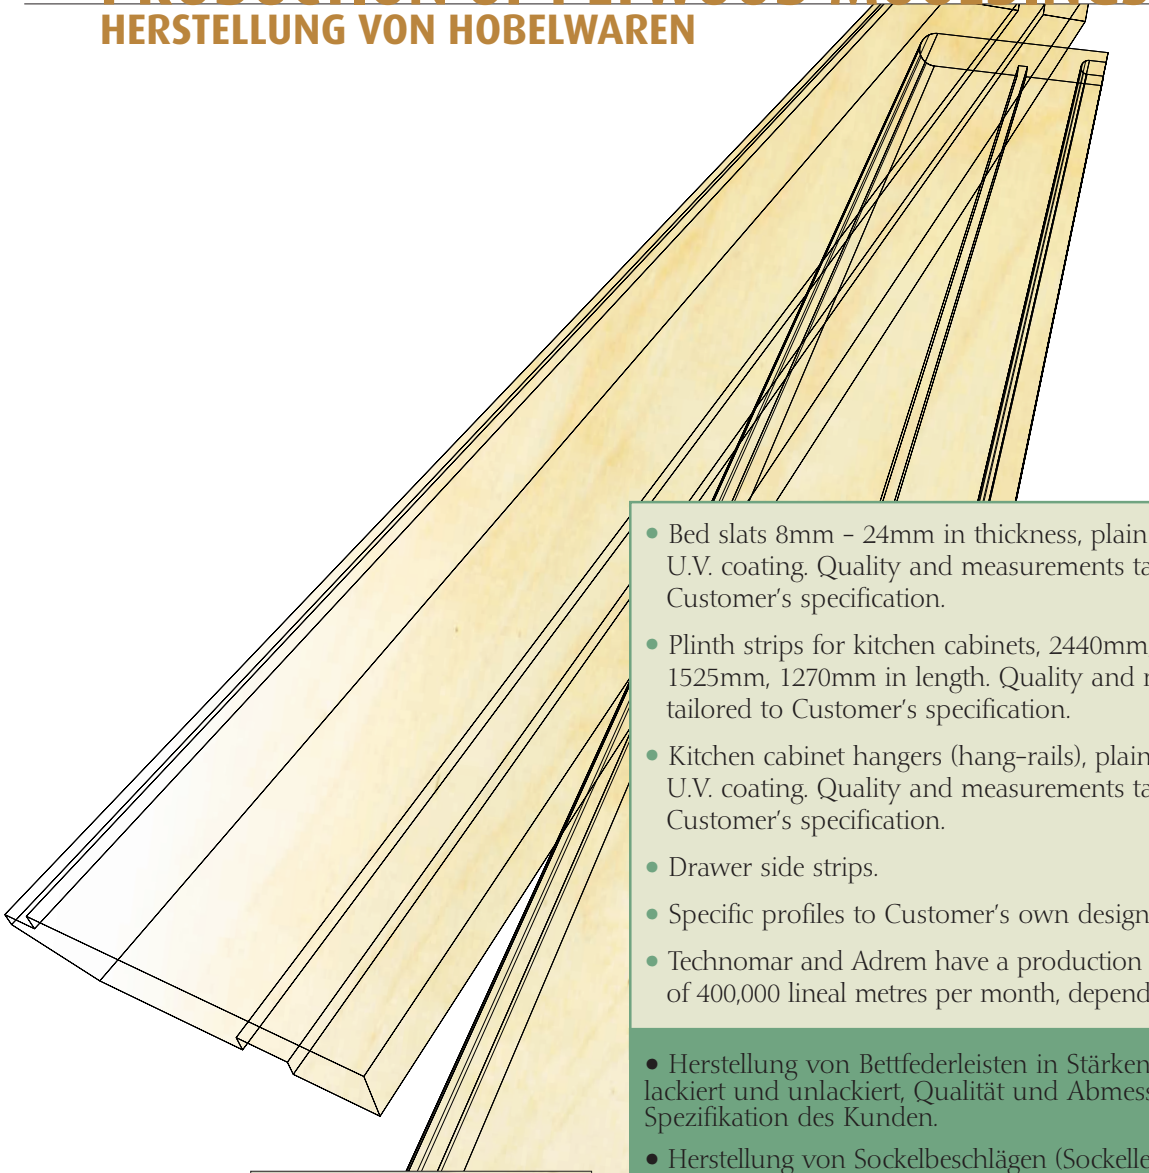 PRODUCTION OF PLYWOOD MOULDINGS
HERSTELLUNG VON HOBELWAREN
• Bed slats 8mm – 24mm in thickness, plain
U.V. coating. Quality and measurements ta
Customer's specification.
• Plinth strips for kitchen cabinets, 2440mm
1525mm, 1270mm in length. Quality and
tailored to Customer's specification.
• Kitchen cabinet hangers (hang-rails), plain
U.V. coating. Quality and measurements ta
Customer's specification.
• Drawer side strips.
• Specific profiles to Customer's own design
• Technomar and Adrem have a production
of 400,000 lineal metres per month, depend
• Herstellung von Bettfederleisten in Stärken
lackiert und unlackiert, Qualität und Abmess
Spezifikation des Kunden.
• Herstellung von Sockelbeschlägen (Sockelle